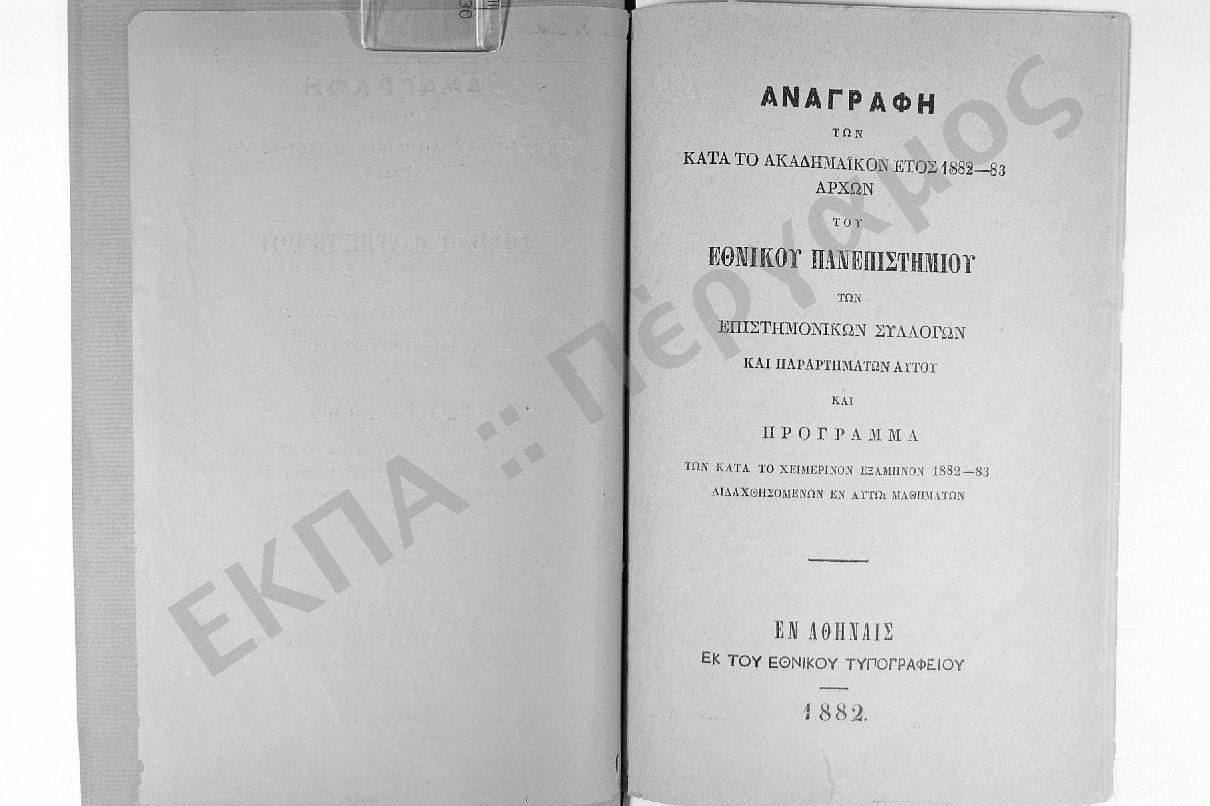 ΑΝΑΓΡΑΦΗ
ΤΩΝ
ΚΑΤΑ ΤΟ ΑΚΑΔΗΜΑΪΚΟΝ ΕΤΟΣ 1882—83
ΑΡΧΩΝ
ΤΟΥ
ΕΘΝΙΚΟΥ ΠΑΝΕΠΙΣΤΗΜΙΟΥ
ΤΩΝ
ΕΠΙΣΤΗΜΟΝΙΚΩΝ ΣΥΛΛΟΓΩΝ
ΚΑΙ ΠΑΡΑΡΤΗΜΑΤΩΝ ΑΥΤΟΥ
ΚΑΙ
ΠΡΟΓΡΑΜΜΑ
ΤΩΝ ΚΑΤΑ ΤΟ ΧΕΙΜΕΡΙΝΟΝ ΕΞΑΜΗΝΟΝ 1882—83
ΔΙΔΑΧΘΗΣΟΜΕΝΩΝ ΕΝ ΑΥΤΩι ΜΑΘΗΜΑΤΩΝ
ΕΝ ΑΘΗΝΑΙΣ
ΕΚ ΤΟΥ ΕΘΝΙΚΟΥ ΤΥΠΟΓΡΑΦΕΙΟΥ
1882.
ΕΚΠΑ :: Πέργαμος
30